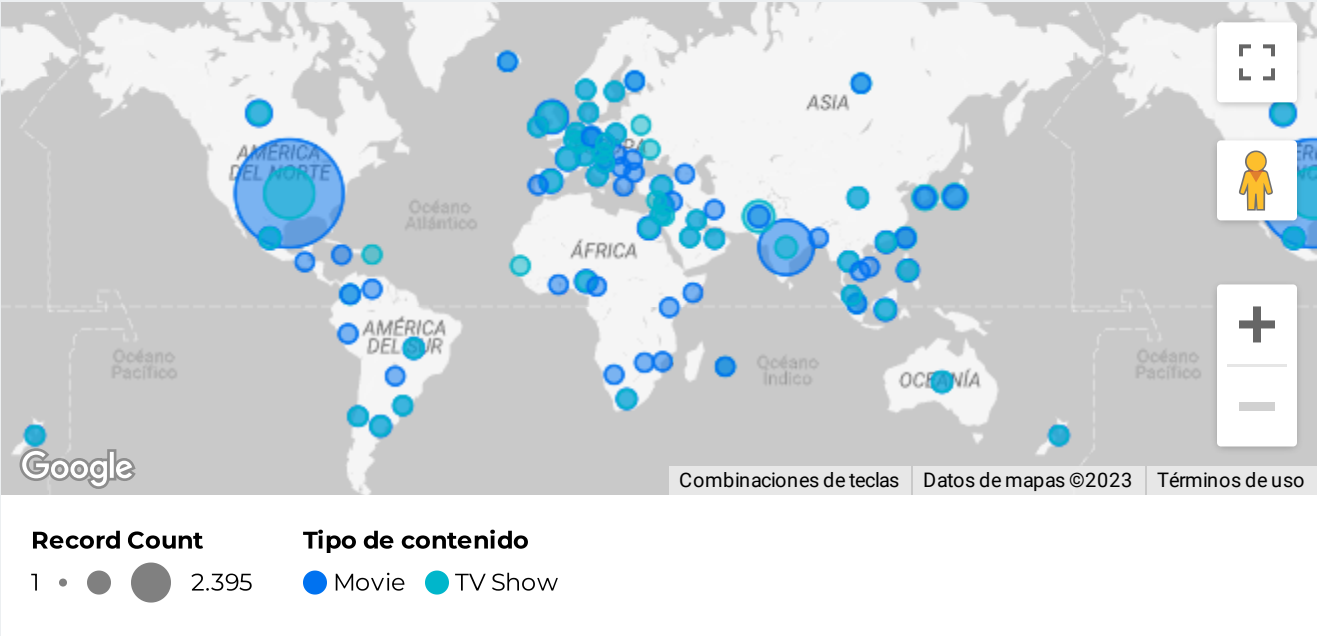 ASIA
AMÉRICA
DEL NORTE
Océano
Atlántico
ÁFRICA
AMÉRICA
DEL SUR
Océano
Pacífico
Océano
Índico
OCEANÍA
Océano
Pacífico
Google
Combinaciones de teclas
Datos de mapas ©2023
Términos de uso
Record Count
Tipo de contenido
1
2.395
Movie
TV Show